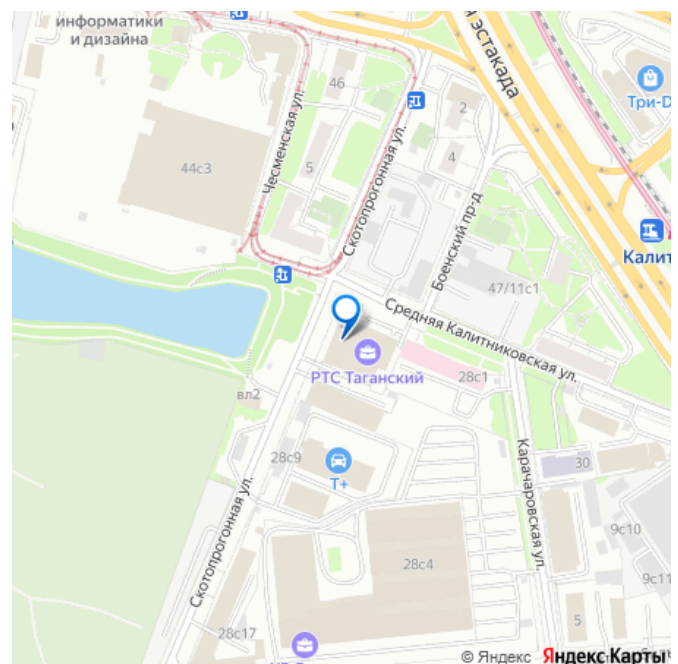 информатики
и дизайна
46
я эстакада
2
Три-D
4
Чесменская ул.
5
44с3
Скотопрогонная ул.
Боенский пр-д
Калит
47/11с1
Средняя Калитниковская ул.
РТС Таганский
28с1
вл2
28с9
Т+
Карачаровская ул.
30
Скотопрогонная ул.
9с10
28с4
9с11
5
28с17
© Яндекс Яндекс Карты